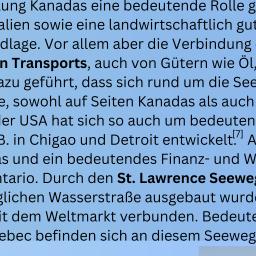 ung Kanadas eine bedeutende Rolle g
alien sowie eine landwirtschaftlich gut
dlage. Vor allem aber die Verbindung
n Transports, auch von Gütern wie Öl,
azu geführt, dass sich rund um die See
e, sowohl auf Seiten Kanadas als auch
der USA hat sich so auch um bedeuten
B. in Chigao und Detroit entwickelt.[7] A
as und ein bedeutendes Finanz- und W
ntario. Durch den St. Lawrence Seewe
glichen Wasserstraße ausgebaut wurd
it dem Weltmarkt verbunden. Bedeute
ebec befinden sich an diesem Seeweg